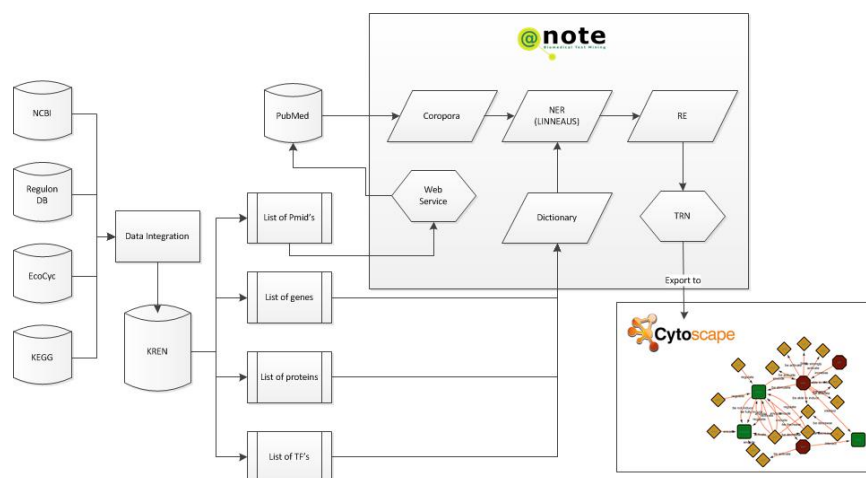 @note
Biomedical Text Mining
NCBI
PubMed
Coropora
NER
(LINNEAUS)
RE
Regulon
DB
List of Pmid's
Web
Service
Dictionary
TRN
Data Integration
EcoCyc
List of genes
Export to
KREN
KEGG
List of proteins
List of TF's
Cytoscape